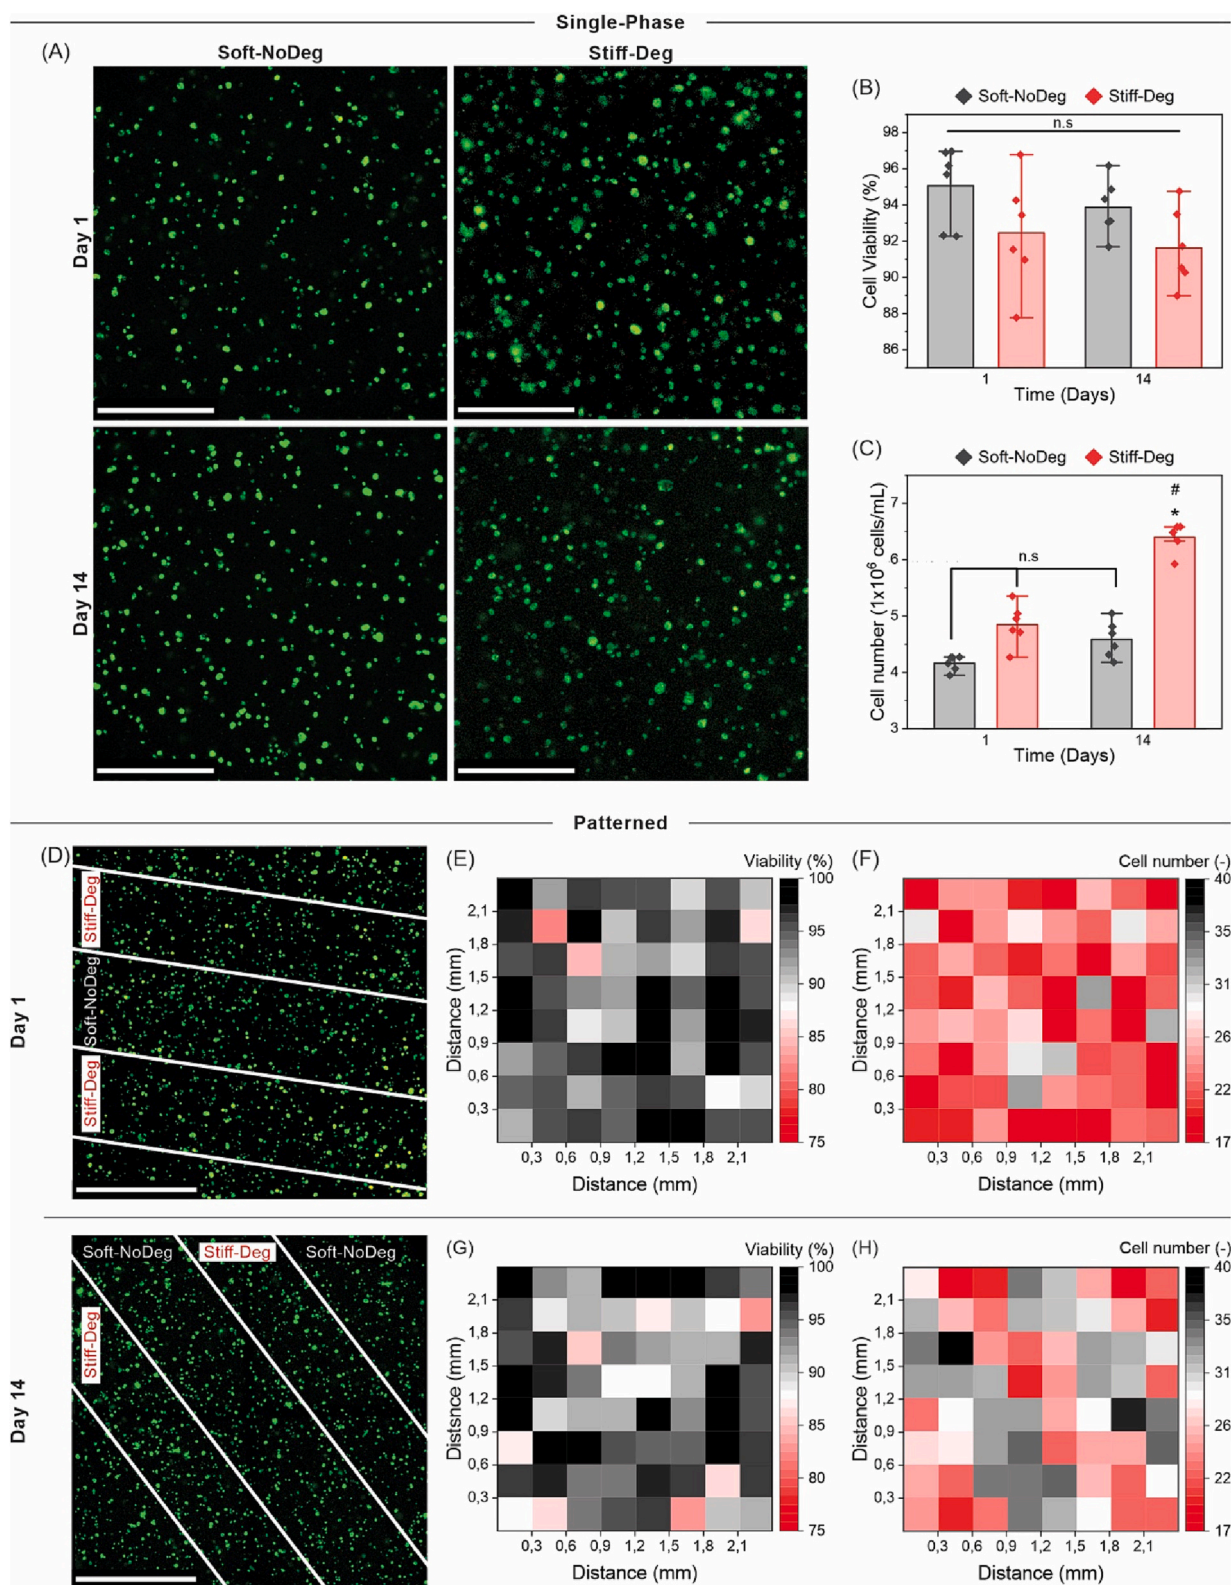 Single-Phase
(A)
Soft-NoDeg
Stiff-Deg
Day 1
Day 14
(B)
Soft-NoDeg
Stiff-Deg
n.s
98
96
94
92
90
88
86
Cell Viability (%)
1
14
Time (Days)
(C)
Soft-NoDeg
Stiff-Deg
#
*
n.s
7
6
5
4
3
Cell number (1x10⁶ cells/mL)
1
14
Time (Days)
Patterned
(D)
Day 1
Stiff-Deg
Soft-NoDeg
Stiff-Deg
(E)
Viability (%)
100
95
90
85
80
75
2,1
1,8
1,5
1,2
0,9
0,6
0,3
Distance (mm)
0,3 0,6 0,9 1,2 1,5 1,8 2,1
Distance (mm)
(F)
Cell number (-)
40
35
31
26
22
17
2,1
1,8
1,5
1,2
0,9
0,6
0,3
Distance (mm)
0,3 0,6 0,9 1,2 1,5 1,8 2,1
Distance (mm)
Day 14
Soft-NoDeg
Stiff-Deg
Soft-NoDeg
Stiff-Deg
(G)
Viability (%)
100
95
90
85
80
75
2,1
1,8
1,5
1,2
0,9
0,6
0,3
Distsnce (mm)
0,3 0,6 0,9 1,2 1,5 1,8 2,1
Distance (mm)
(H)
Cell number (-)
40
35
31
26
22
17
2,1
1,8
1,5
1,2
0,9
0,6
0,3
Distance (mm)
0,3 0,6 0,9 1,2 1,5 1,8 2,1
Distance (mm)